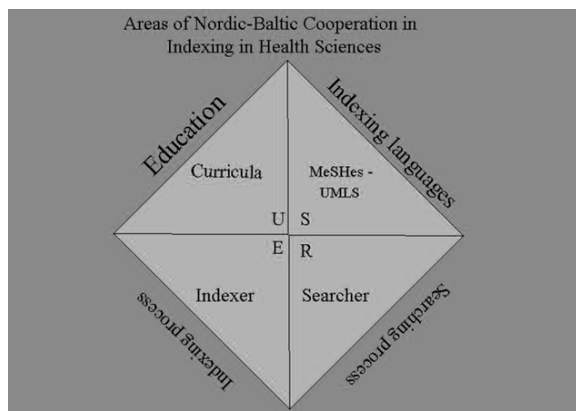 Areas of Nordic-Baltic Cooperation in
Indexing in Health Sciences
Education
Indexing languages
Curricula
MeSHes -
UMLS
U S
E R
Indexer
Searcher
Indexing process
Searching process